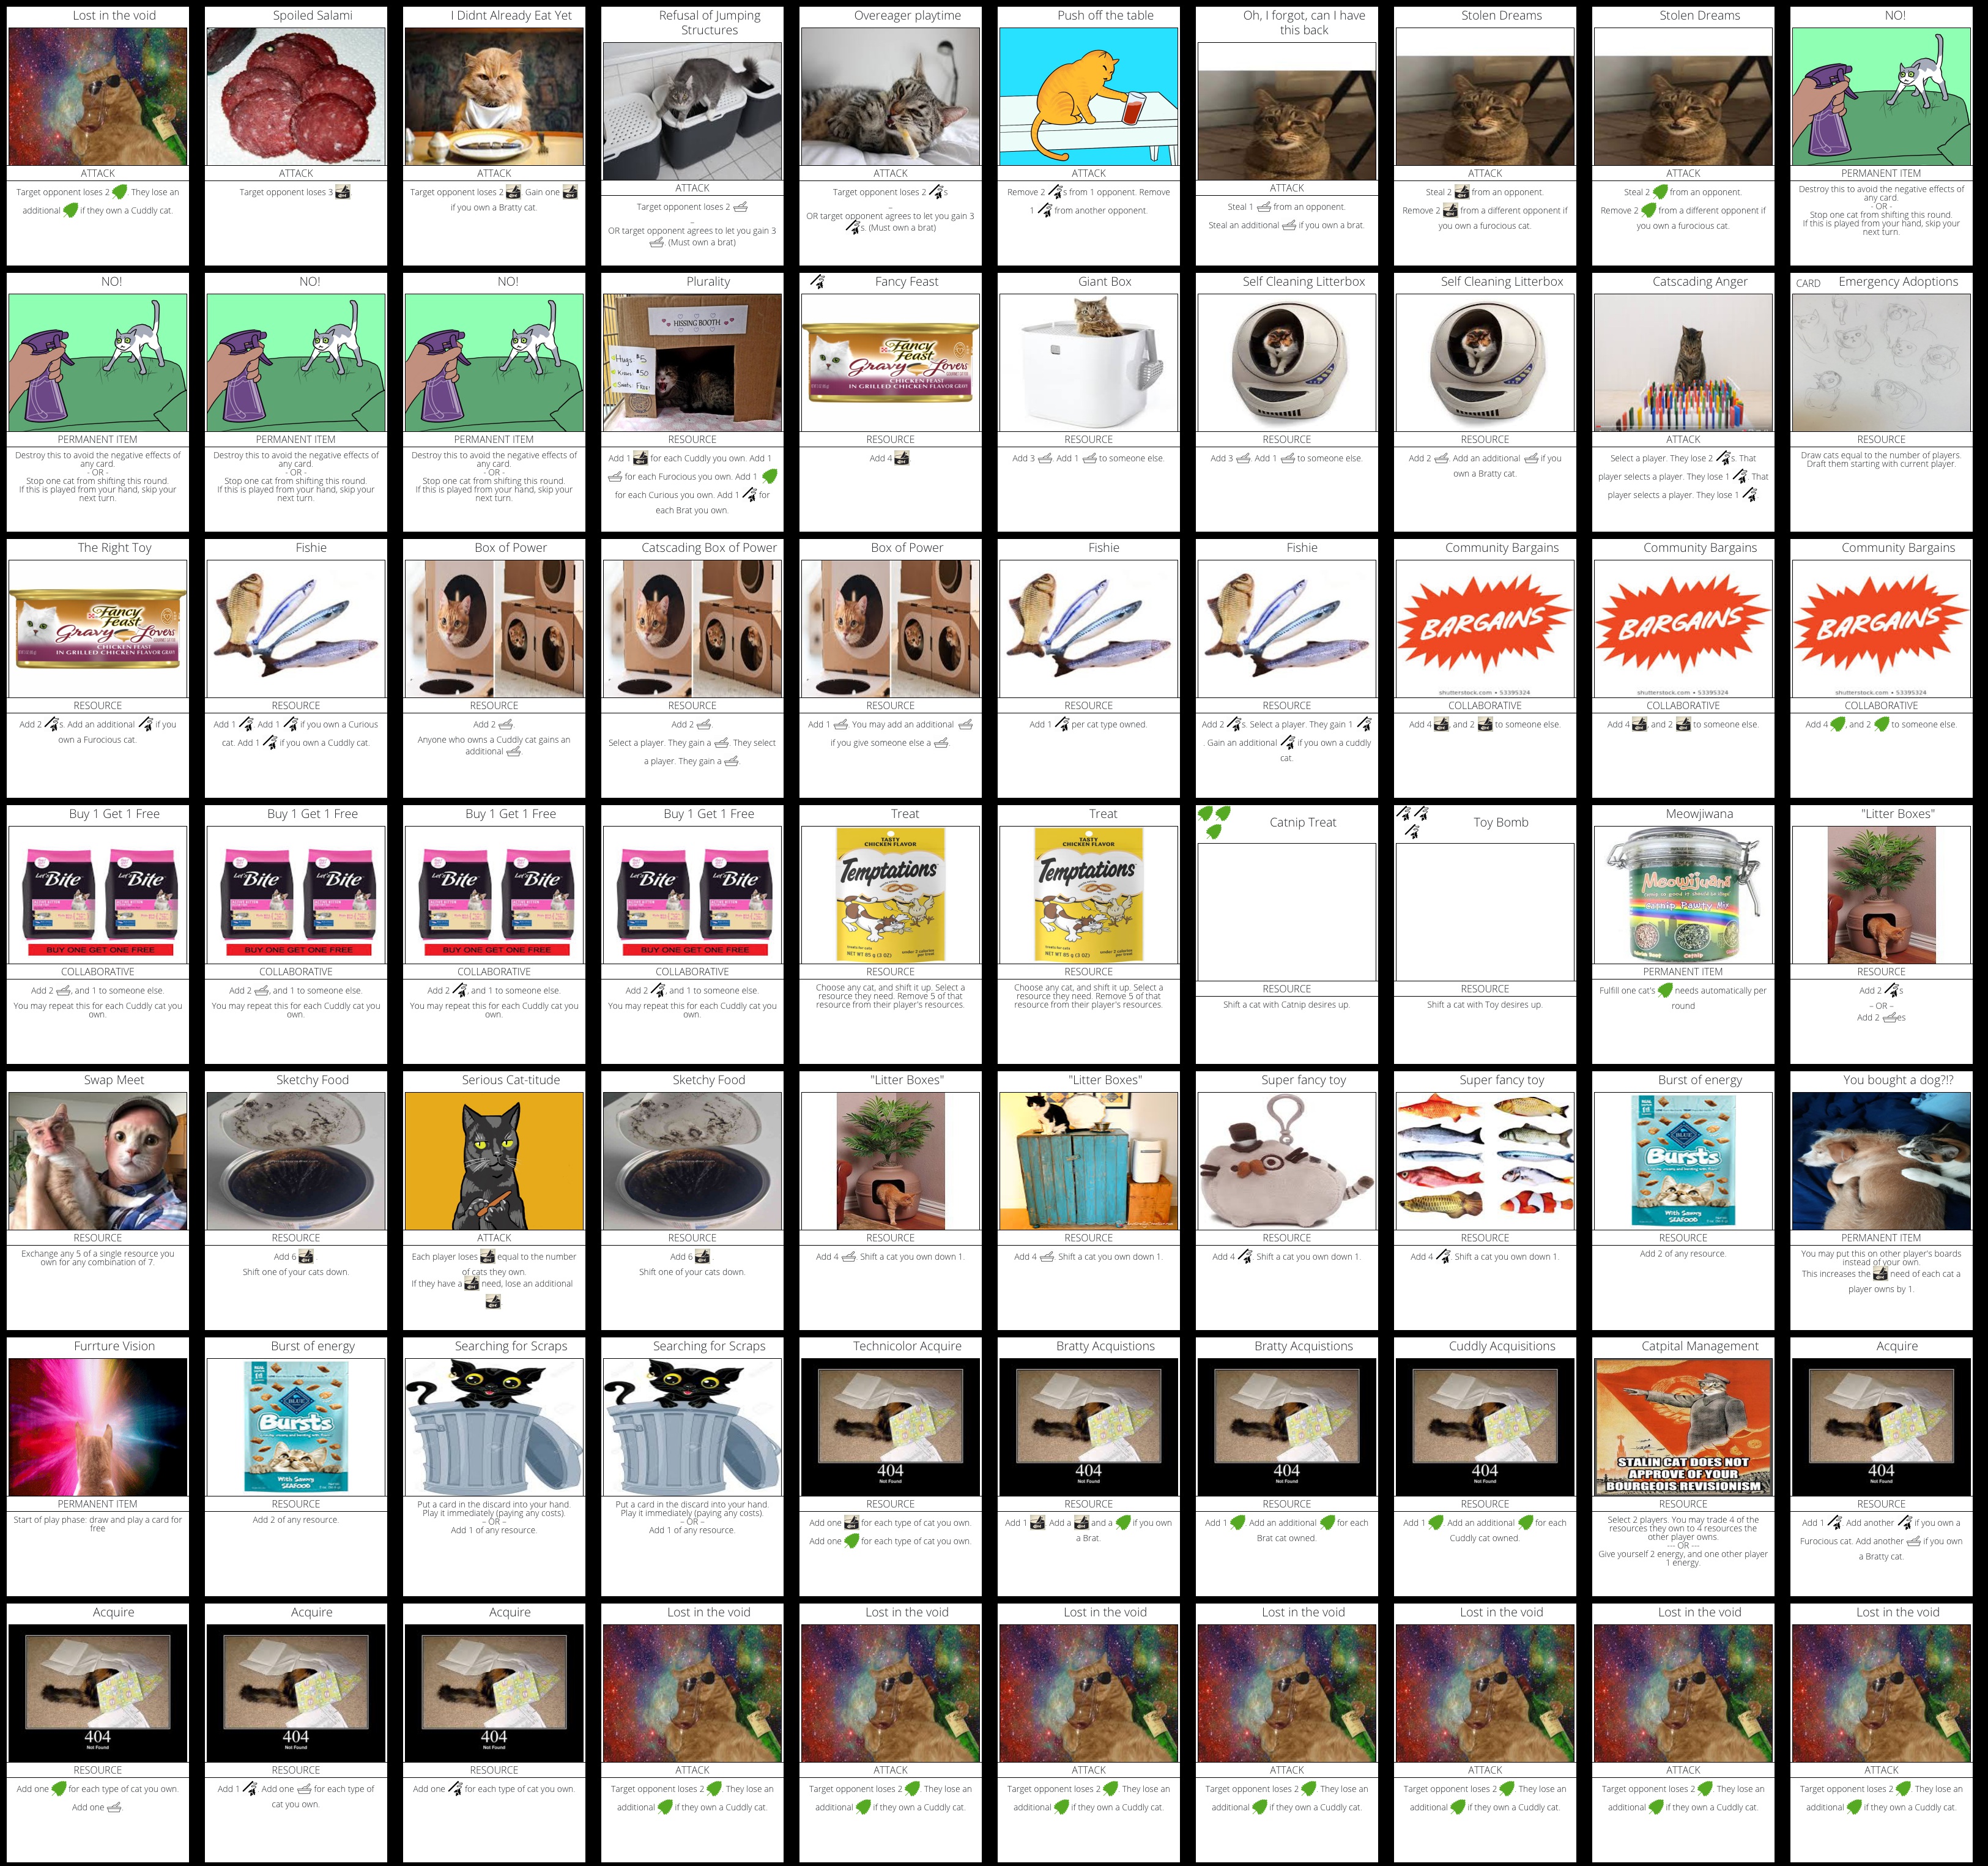 Lost in the void
ATTACK
Target opponent loses 2 . They lose an
additional if they own a Cuddly cat.
Spoiled Salami
ATTACK
Target opponent loses 3
I Didnt Already Eat Yet
ATTACK
Target opponent loses 2 . Gain one
if you own a Bratty cat.
Refusal of Jumping
Structures
ATTACK
Target opponent loses 2
–
OR target opponent agrees to let you gain 3
(Must own a brat)
Overeager playtime
ATTACK
Target opponent loses 2 s
–
OR target opponent agrees to let you gain 3
s. (Must own a brat)
Push off the table
ATTACK
Remove 2 s from 1 opponent. Remove
1 from another opponent.
Oh, I forgot, can I have
this back
ATTACK
Steal 1 from an opponent.
Steal an additional if you own a brat.
Stolen Dreams
ATTACK
Steal 2 from an opponent.
Remove 2 from a different opponent if
you own a furocious cat.
Stolen Dreams
ATTACK
Steal 2 from an opponent.
Remove 2 from a different opponent if
you own a furocious cat.
NO!
PERMANENT ITEM
Destroy this to avoid the negative effects of
any card.
- OR -
Stop one cat from shifting this round.
If this is played from your hand, skip your
next turn.
NO!
PERMANENT ITEM
Destroy this to avoid the negative effects of
any card.
- OR -
Stop one cat from shifting this round.
If this is played from your hand, skip your
next turn.
NO!
PERMANENT ITEM
Destroy this to avoid the negative effects of
any card.
- OR -
Stop one cat from shifting this round.
If this is played from your hand, skip your
next turn.
NO!
PERMANENT ITEM
Destroy this to avoid the negative effects of
any card.
- OR -
Stop one cat from shifting this round.
If this is played from your hand, skip your
next turn.
Plurality
HISSING BOOTH
Hugs $5
RESOURCE
Add 1 for each Cuddly you own. Add 1
for each Furocious you own. Add 1
for each Curious you own. Add 1 for
each Brat you own.
Fancy Feast
Fancy
Feast
Gravy Lovers
CHICKEN FEAST
IN GRILLED CHICKEN FLAVOR GRAVY
RESOURCE
Add 4
Giant Box
RESOURCE
Add 3 . Add 1 to someone else.
Self Cleaning Litterbox
RESOURCE
Add 3 . Add 1 to someone else.
Self Cleaning Litterbox
RESOURCE
Add 2 . Add an additional if you
own a Bratty cat.
Catscading Anger
ATTACK
Select a player. They lose 2 s. That
player selects a player. They lose 1 . That
player selects a player. They lose 1 .
CARD Emergency Adoptions
RESOURCE
Draw cats equal to the number of players.
Draft them starting with current player.
The Right Toy
Fancy
Feast
Gravy Lovers
CHICKEN FEAST
IN GRILLED CHICKEN FLAVOR GRAVY
RESOURCE
Add 2 s. Add an additional if you
own a Furocious cat.
Fishie
RESOURCE
Add 1 . Add 1 if you own a Curious
cat. Add 1 if you own a Cuddly cat.
Box of Power
RESOURCE
Add 2 .
Anyone who owns a Cuddly cat gains an
additional .
Catscading Box of Power
RESOURCE
Add 2 .
Select a player. They gain a . They select
a player. They gain a .
Box of Power
RESOURCE
Add 1 . You may add an additional
if you give someone else a .
Fishie
RESOURCE
Add 1 per cat type owned.
Fishie
RESOURCE
Add 2 s. Select a player. They gain 1
. Gain an additional if you own a cuddly
cat.
Community Bargains
BARGAINS
shutterstock.com • 53395324
COLLABORATIVE
Add 4 , and 2 to someone else.
Community Bargains
BARGAINS
shutterstock.com • 53395324
COLLABORATIVE
Add 4 , and 2 to someone else.
Community Bargains
BARGAINS
shutterstock.com • 53395324
COLLABORATIVE
Add 4 , and 2 to someone else.
Buy 1 Get 1 Free
Let's Bite
Let's Bite
BUY ONE GET ONE FREE
COLLABORATIVE
Add 2 , and 1 to someone else.
You may repeat this for each Cuddly cat you
own.
Buy 1 Get 1 Free
Let's Bite
Let's Bite
BUY ONE GET ONE FREE
COLLABORATIVE
Add 2 , and 1 to someone else.
You may repeat this for each Cuddly cat you
own.
Buy 1 Get 1 Free
Let's Bite
Let's Bite
BUY ONE GET ONE FREE
COLLABORATIVE
Add 2 , and 1 to someone else.
You may repeat this for each Cuddly cat you
own.
Buy 1 Get 1 Free
Let's Bite
Let's Bite
BUY ONE GET ONE FREE
COLLABORATIVE
Add 2 , and 1 to someone else.
You may repeat this for each Cuddly cat you
own.
Treat
TASTY
CHICKEN FLAVOR
Temptations
NET WT 85 g (3 OZ)
RESOURCE
Choose any cat, and shift it up. Select a
resource they need. Remove 5 of that
resource from their player's resources.
Treat
TASTY
CHICKEN FLAVOR
Temptations
NET WT 85 g (3 OZ)
RESOURCE
Choose any cat, and shift it up. Select a
resource they need. Remove 5 of that
resource from their player's resources.
Catnip Treat
RESOURCE
Shift a cat with Catnip desires up.
Toy Bomb
RESOURCE
Shift a cat with Toy desires up.
Meowjiwana
Meowijuana
Catnip Pawty Mix
PERMANENT ITEM
Fulfill one cat's needs automatically per
round
"Litter Boxes"
RESOURCE
Add 2 s
– OR –
Add 2 es
Swap Meet
RESOURCE
Exchange any 5 of a single resource you
own for any combination of 7.
Sketchy Food
RESOURCE
Add 6 .
Shift one of your cats down.
Serious Cat-titude
ATTACK
Each player loses equal to the number
of cats they own.
If they have a need, lose an additional
Sketchy Food
RESOURCE
Add 6 .
Shift one of your cats down.
"Litter Boxes"
RESOURCE
Add 4 . Shift a cat you own down 1.
"Litter Boxes"
RESOURCE
Add 4 . Shift a cat you own down 1.
Super fancy toy
RESOURCE
Add 4 . Shift a cat you own down 1.
Super fancy toy
RESOURCE
Add 4 . Shift a cat you own down 1.
Burst of energy
BLUE
Bursts
With Savory
SEAFOOD
RESOURCE
Add 2 of any resource.
You bought a dog?!?
PERMANENT ITEM
You may put this on other player's boards
instead of your own.
This increases the need of each cat a
player owns by 1.
Furrture Vision
PERMANENT ITEM
Start of play phase: draw and play a card for
free
Burst of energy
BLUE
Bursts
With Savory
SEAFOOD
RESOURCE
Add 2 of any resource.
Searching for Scraps
RESOURCE
Put a card in the discard into your hand.
Play it immediately (paying any costs)
– OR –
Add 1 of any resource.
Searching for Scraps
RESOURCE
Put a card in the discard into your hand.
Play it immediately (paying any costs)
– OR –
Add 1 of any resource.
Technicolor Acquire
404
Not Found
RESOURCE
Add one for each type of cat you own.
Add one for each type of cat you own.
Bratty Acquistions
404
Not Found
RESOURCE
Add 1 . Add a and a if you own
a Brat.
Bratty Acquistions
404
Not Found
RESOURCE
Add 1 . Add an additional for each
Brat cat owned.
Cuddly Acquisitions
404
Not Found
RESOURCE
Add 1 . Add an additional for each
Cuddly cat owned.
Catpital Management
STALIN CAT DOES NOT
APPROVE OF YOUR
BOURGEOIS REVISIONISM
RESOURCE
Select 2 players. You may trade 4 of the
resources they own to 4 resources the
other player owns.
--- OR ---
Give yourself 2 energy, and one other player
1 energy.
Acquire
404
Not Found
RESOURCE
Add 1 . Add another if you own a
Furocious cat. Add another if you own
a Bratty cat.
Acquire
404
Not Found
RESOURCE
Add one for each type of cat you own.
Add one .
Acquire
404
Not Found
RESOURCE
Add 1 . Add one for each type of
cat you own.
Acquire
404
Not Found
RESOURCE
Add one for each type of cat you own.
Lost in the void
ATTACK
Target opponent loses 2 . They lose an
additional if they own a Cuddly cat.
Lost in the void
ATTACK
Target opponent loses 2 . They lose an
additional if they own a Cuddly cat.
Lost in the void
ATTACK
Target opponent loses 2 . They lose an
additional if they own a Cuddly cat.
Lost in the void
ATTACK
Target opponent loses 2 . They lose an
additional if they own a Cuddly cat.
Lost in the void
ATTACK
Target opponent loses 2 . They lose an
additional if they own a Cuddly cat.
Lost in the void
ATTACK
Target opponent loses 2 . They lose an
additional if they own a Cuddly cat.
Lost in the void
ATTACK
Target opponent loses 2 . They lose an
additional if they own a Cuddly cat.